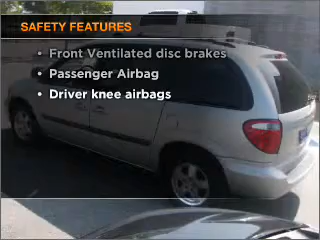 SAFETY FEATURES
• Front Ventilated disc brakes
• Passenger Airbag
• Driver knee airbags